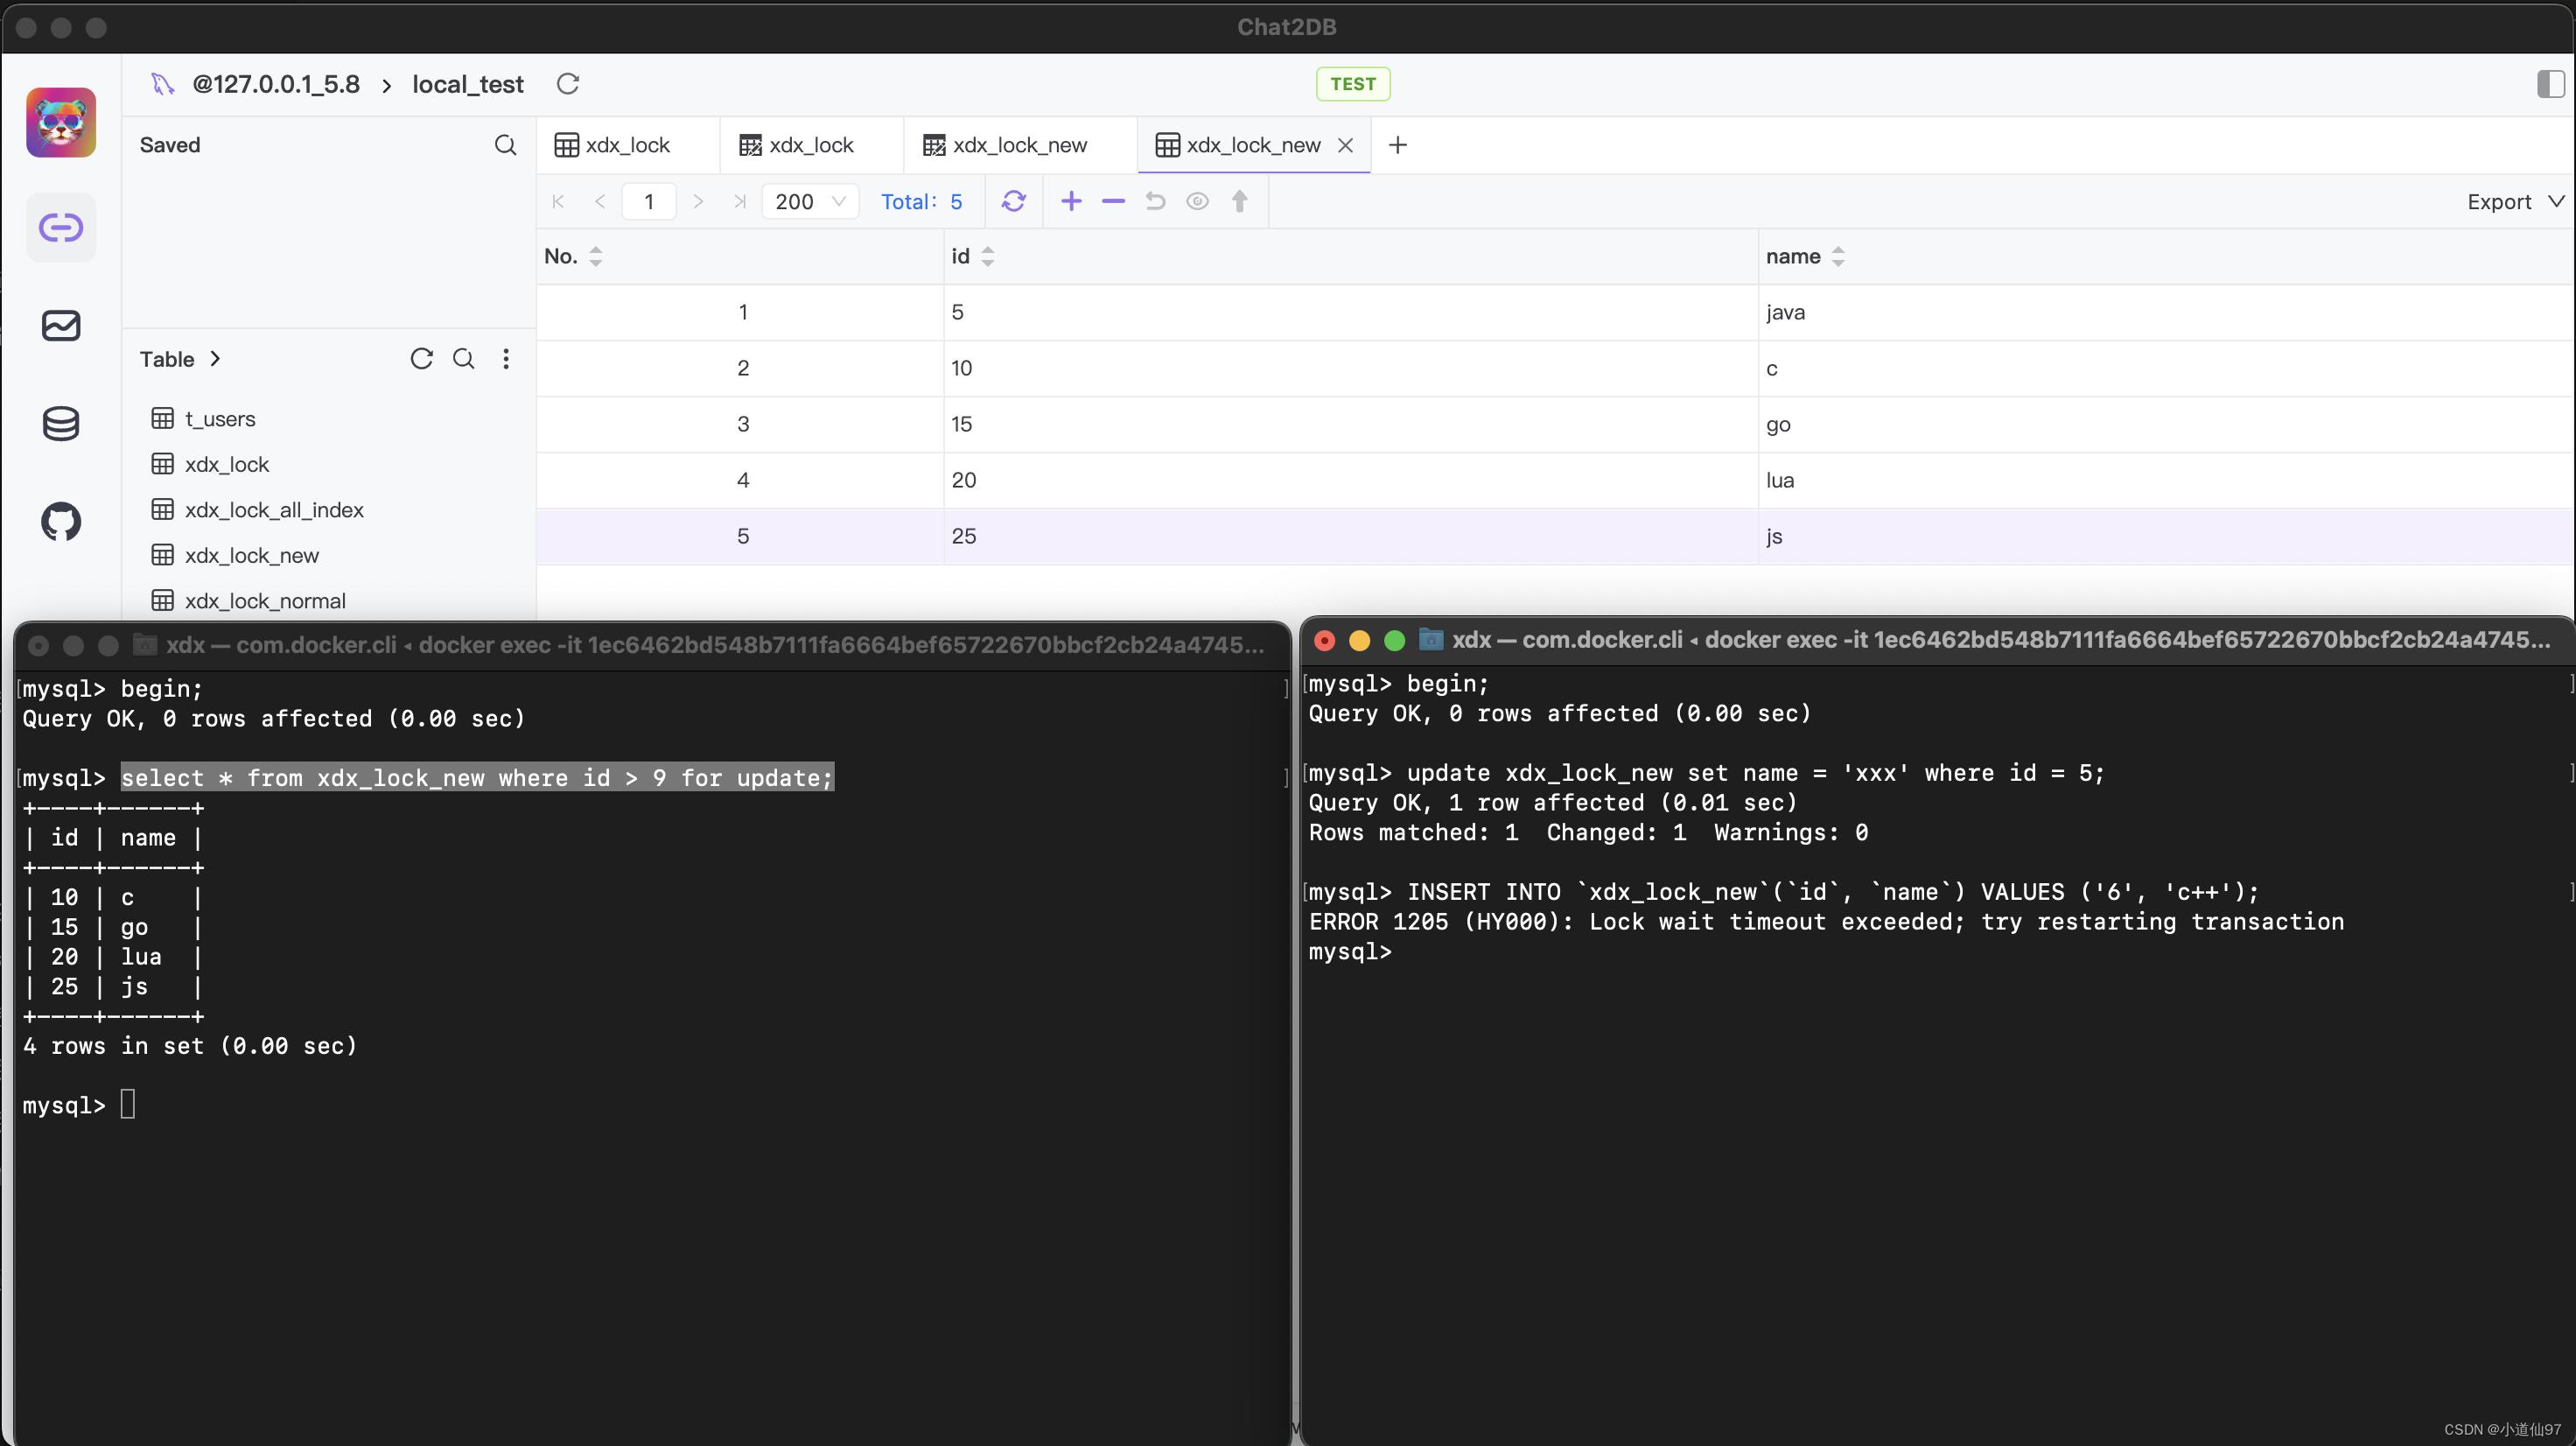 Chat2DB
@127.0.0.1_5.8 > local_test
TEST
Saved
xdx_lock
xdx_lock
xdx_lock_new
xdx_lock_new
1
200
Total: 5
Export
No.
id
name
1 5 java
2 10 c
3 15 go
4 20 lua
5 25 js
Table >
t_users
xdx_lock
xdx_lock_all_index
xdx_lock_new
xdx_lock_normal
xdx — com.docker.cli ◂ docker exec -it 1ec6462bd548b7111fa6664bef65722670bbcf2cb24a4745...
[mysql> begin; ]
Query OK, 0 rows affected (0.00 sec)
[mysql> select * from xdx_lock_new where id > 9 for update; ]
+----+------+
| id | name |
+----+------+
| 10 | c    |
| 15 | go   |
| 20 | lua  |
| 25 | js   |
+----+------+
4 rows in set (0.00 sec)
mysql>
xdx — com.docker.cli ◂ docker exec -it 1ec6462bd548b7111fa6664bef65722670bbcf2cb24a4745...
[mysql> begin; ]
Query OK, 0 rows affected (0.00 sec)
[mysql> update xdx_lock_new set name = 'xxx' where id = 5; ]
Query OK, 1 row affected (0.01 sec)
Rows matched: 1  Changed: 1  Warnings: 0
[mysql> INSERT INTO `xdx_lock_new`(`id`, `name`) VALUES ('6', 'c++'); ]
ERROR 1205 (HY000): Lock wait timeout exceeded; try restarting transaction
mysql>
CSDN @小道仙97